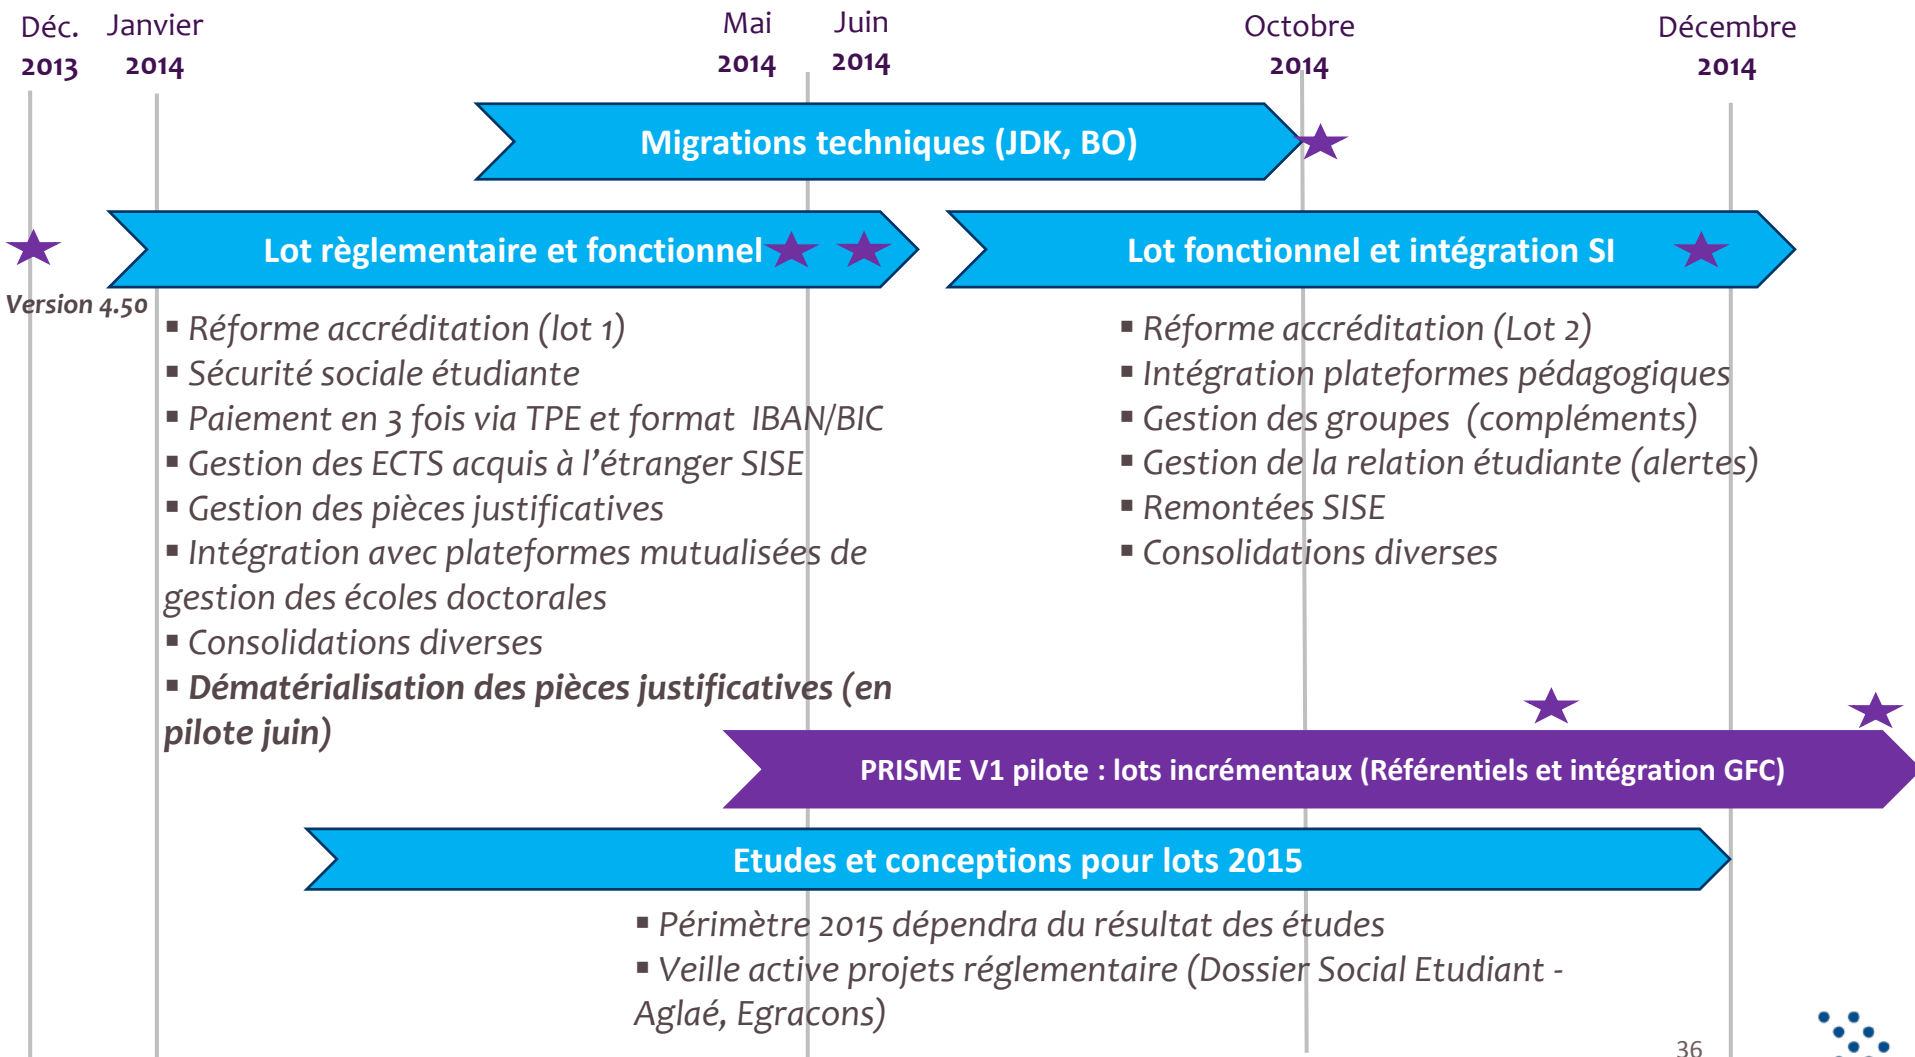 Déc. Janvier Mai Juin Octobre Décembre
2013 2014 2014 2014 2014 2014
Migrations techniques (JDK, BO)
Lot règlementaire et fonctionnel
Lot fonctionnel et intégration SI
Version 4.50
▪ Réforme accréditation (lot 1)
▪ Sécurité sociale étudiante
▪ Paiement en 3 fois via TPE et format IBAN/BIC
▪ Gestion des ECTS acquis à l'étranger SISE
▪ Gestion des pièces justificatives
▪ Intégration avec plateformes mutualisées de
gestion des écoles doctorales
▪ Consolidations diverses
▪ Dématérialisation des pièces justificatives (en
pilote juin)
▪ Réforme accréditation (Lot 2)
▪ Intégration plateformes pédagogiques
▪ Gestion des groupes (compléments)
▪ Gestion de la relation étudiante (alertes)
▪ Remontées SISE
▪ Consolidations diverses
PRISME V1 pilote : lots incrémentaux (Référentiels et intégration GFC)
Etudes et conceptions pour lots 2015
▪ Périmètre 2015 dépendra du résultat des études
▪ Veille active projets réglementaire (Dossier Social Etudiant -
Aglaé, Egracons)
36